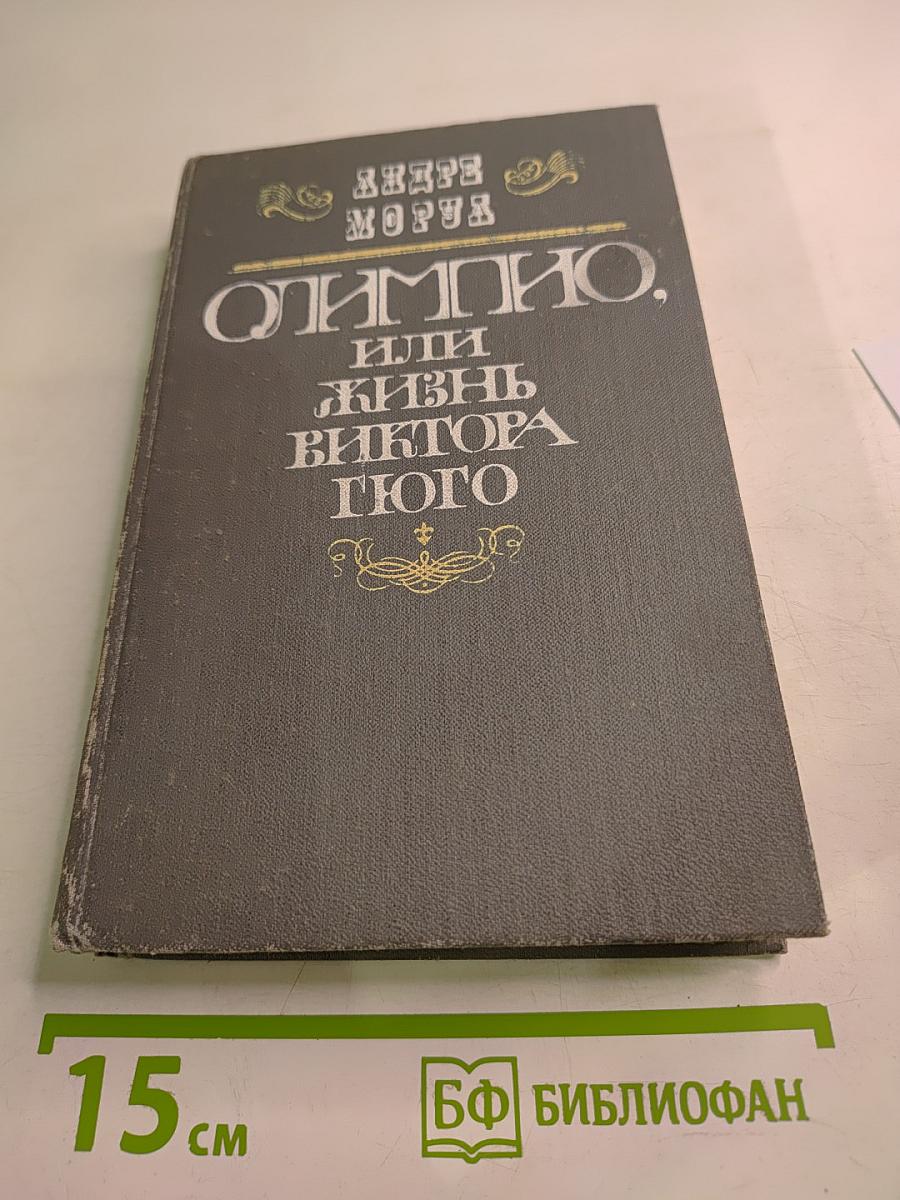 АНДРЕ
МОРУА
ОЛИМПИО,
ИЛИ
ЖИЗНЬ
ВИКТОРА
ГЮГО
15 см
БФ БИБЛИОФАН